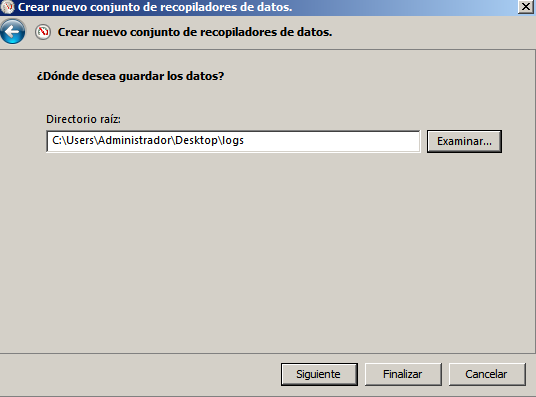 Crear nuevo conjunto de recopiladores de datos.
Crear nuevo conjunto de recopiladores de datos.
¿Dónde desea guardar los datos?
Directorio raíz:
C:\Users\Administrador\Desktop\logs
Examinar...
Siguiente
Finalizar
Cancelar